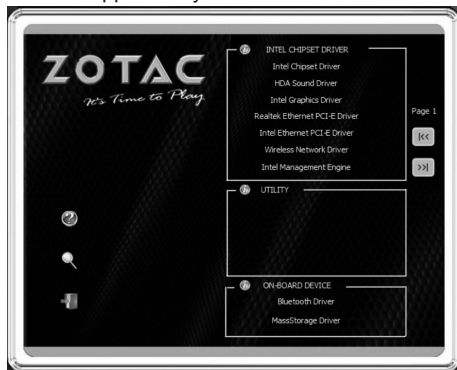 ZOTAC
It's Time to Play
INTEL CHIPSET DRIVER
Intel Chipset Driver
HDA Sound Driver
Intel Graphics Driver
Realtek Ethernet PCI-E Driver
Intel Ethernet PCI-E Driver
Wireless Network Driver
Intel Management Engine
Page 1
|<<
>>|
UTILITY
?
ON-BOARD DEVICE
Bluetooth Driver
MassStorage Driver